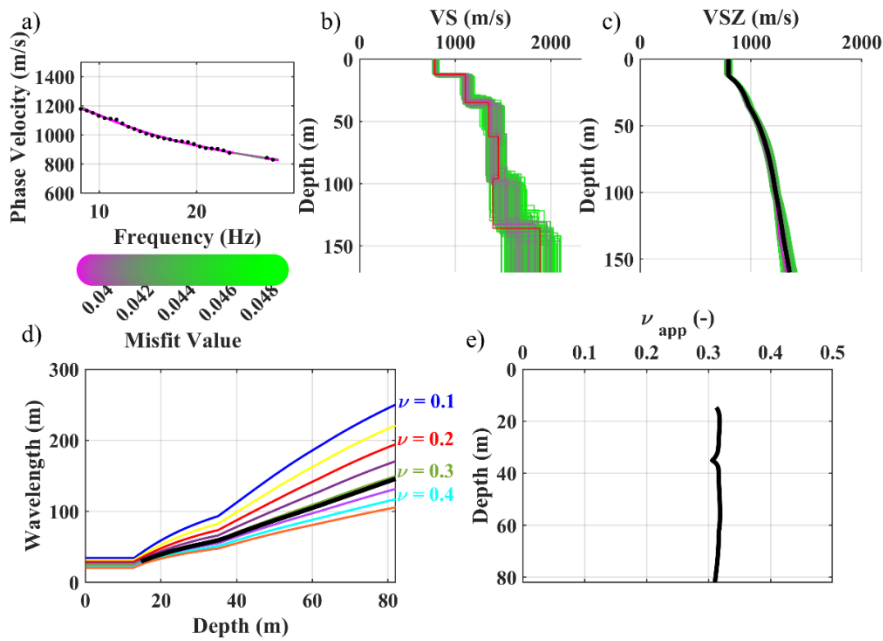 a)
Phase Velocity (m/s)
1400
1200
1000
800
600
10
20
Frequency (Hz)
0.04
0.042
0.044
0.046
0.048
Misfit Value
b)
VS (m/s)
0
1000
2000
0
50
100
150
Depth (m)
c)
VSZ (m/s)
0
1000
2000
0
50
100
150
Depth (m)
d)
Wavelength (m)
300
200
100
0
0
20
40
60
80
Depth (m)
ν = 0.1
ν = 0.2
ν = 0.3
ν = 0.4
e)
ν app (-)
0
0.1
0.2
0.3
0.4
0.5
0
20
40
60
80
Depth (m)